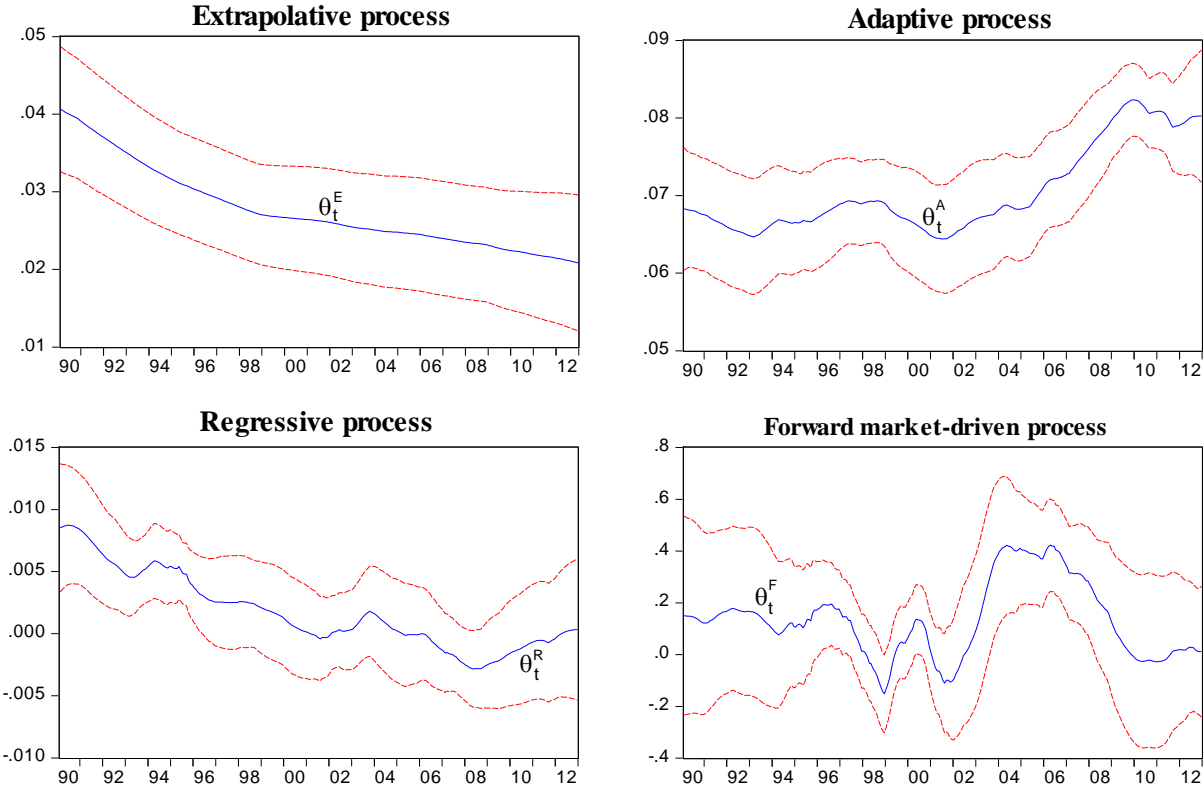 Extrapolative process
.05
.04
.03
.02
.01
θtE
90 92 94 96 98 00 02 04 06 08 10 12
Adaptive process
.09
.08
.07
.06
.05
θtA
90 92 94 96 98 00 02 04 06 08 10 12
Regressive process
.015
.010
.005
.000
-.005
-.010
θtR
90 92 94 96 98 00 02 04 06 08 10 12
Forward market-driven process
.8
.6
.4
.2
.0
-.2
-.4
θtF
90 92 94 96 98 00 02 04 06 08 10 12